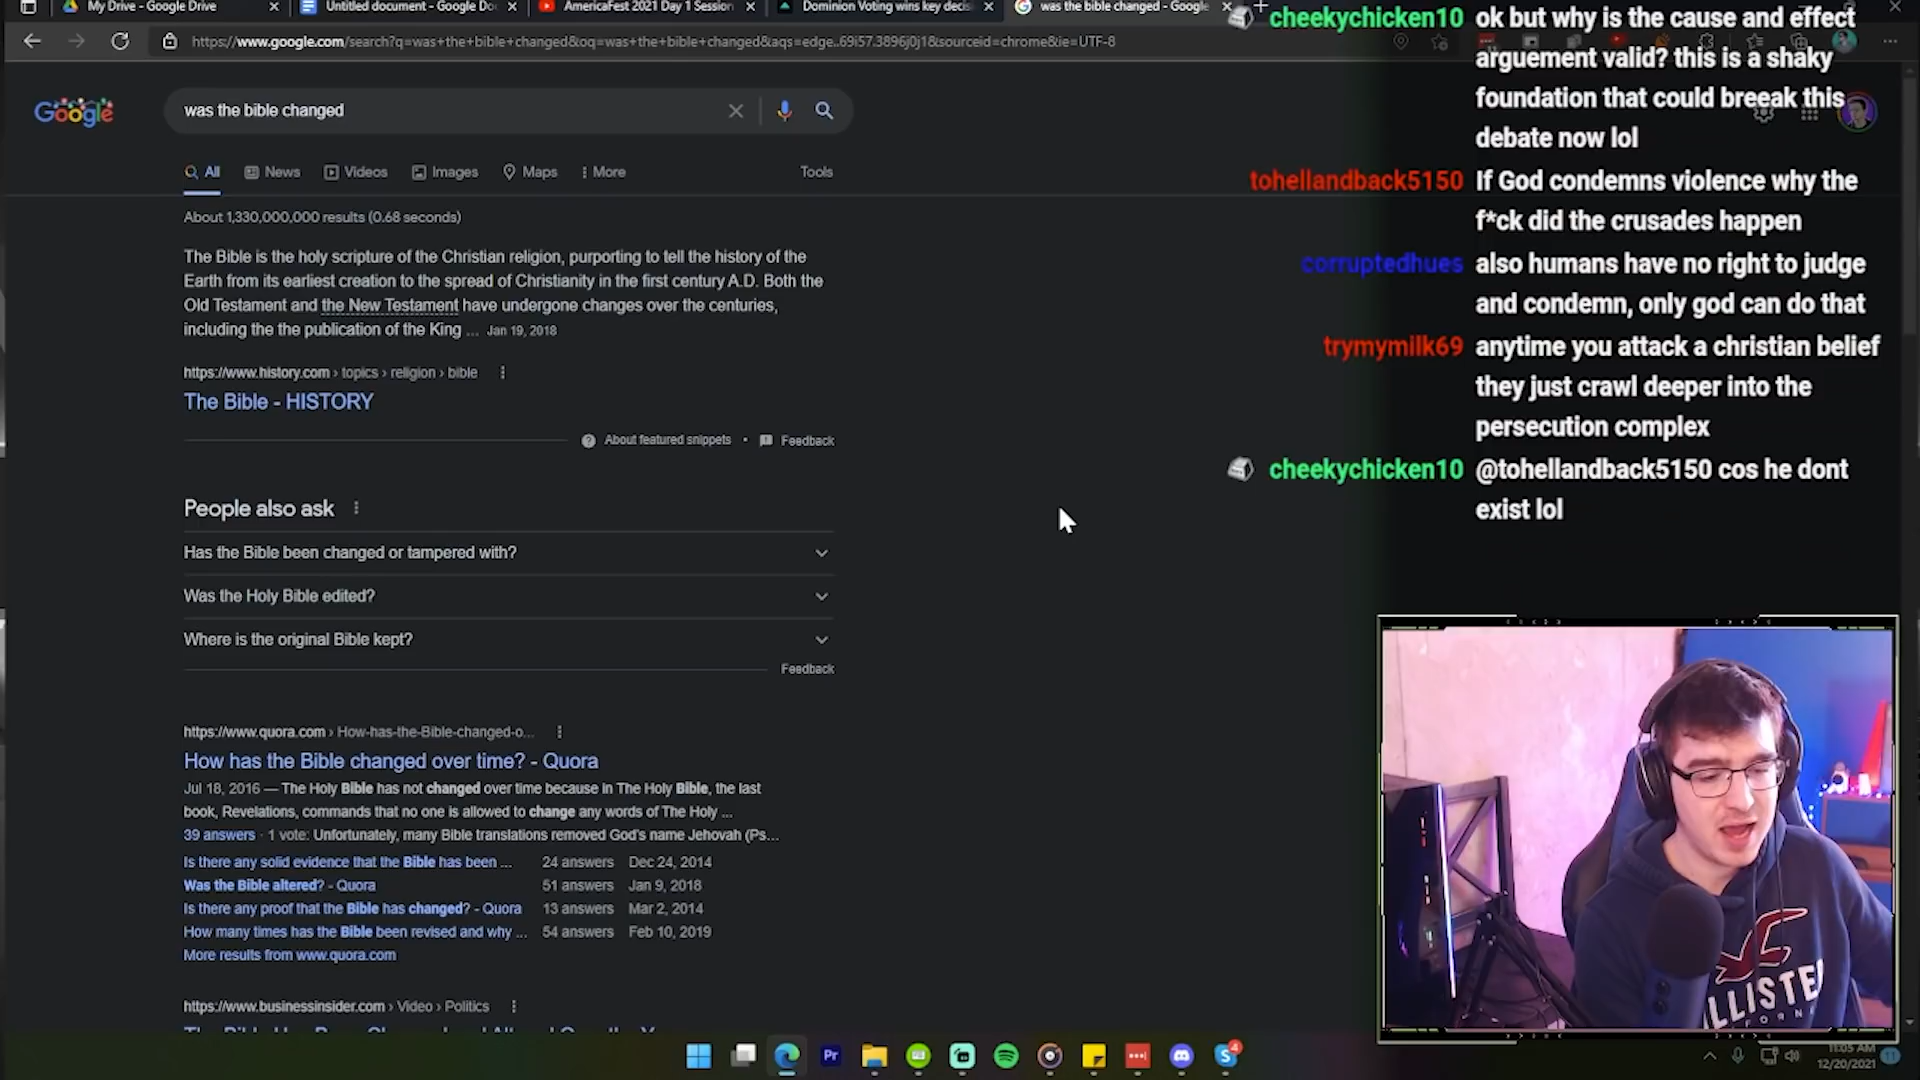 My Drive - Google Drive
Untitled document - Google Do
AmericaFest 2021 Day 1 Session
Dominion Voting wins key decis
was the bible changed - Google
https://www.google.com/search?q=was+the+bible+changed&oq=was+the+bible+changed&aqs=edge..69i57.3896j0j1&sourceid=chrome&ie=UTF-8
Google
was the bible changed
All
News
Videos
Images
Maps
More
Tools
About 1,330,000,000 results (0.68 seconds)
The Bible is the holy scripture of the Christian religion, purporting to tell the history of the
Earth from its earliest creation to the spread of Christianity in the first century A.D. Both the
Old Testament and the New Testament have undergone changes over the centuries,
including the the publication of the King ... Jan 19, 2018
https://www.history.com › topics › religion › bible
The Bible - HISTORY
About featured snippets • Feedback
People also ask
Has the Bible been changed or tampered with?
Was the Holy Bible edited?
Where is the original Bible kept?
Feedback
https://www.quora.com › How-has-the-Bible-changed-o...
How has the Bible changed over time? - Quora
Jul 18, 2016 — The Holy Bible has not changed over time because in The Holy Bible, the last
book, Revelations, commands that no one is allowed to change any words of The Holy ...
39 answers · 1 vote: Unfortunately, many Bible translations removed God's name Jehovah (Ps...
Is there any solid evidence that the Bible has been ... 24 answers Dec 24, 2014
Was the Bible altered? - Quora 51 answers Jan 9, 2018
Is there any proof that the Bible has changed? - Quora 13 answers Mar 2, 2014
How many times has the Bible been revised and why ... 54 answers Feb 10, 2019
More results from www.quora.com
https://www.businessinsider.com › Video › Politics
cheekychicken10 ok but why is the cause and effect
arguement valid? this is a shaky
foundation that could breeak this
debate now lol
tohellandback5150 If God condemns violence why the
f*ck did the crusades happen
corruptedhues also humans have no right to judge
and condemn, only god can do that
trymymilk69 anytime you attack a christian belief
they just crawl deeper into the
persecution complex
cheekychicken10 @tohellandback5150 cos he dont
exist lol
Pr
S
4
11:05 AM
12/20/2021
11